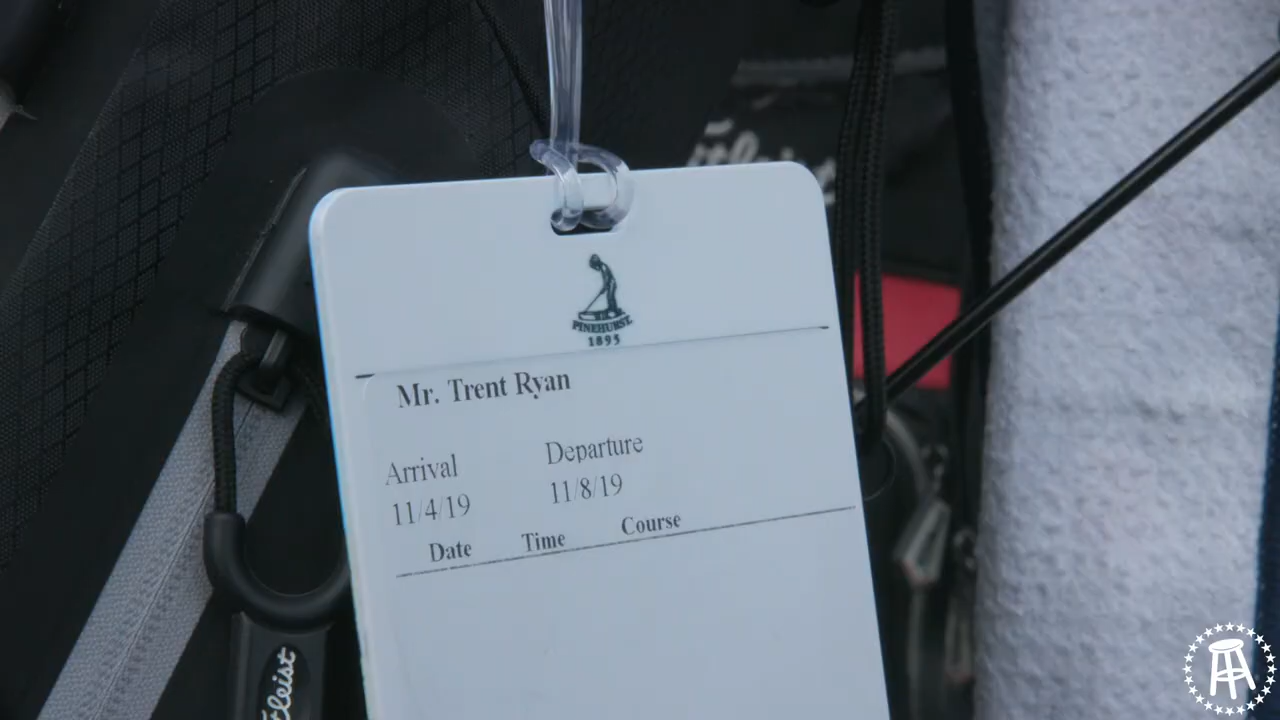 PINEHURST.
1895
Mr. Trent Ryan
Arrival Departure
11/4/19 11/8/19
Date Time Course